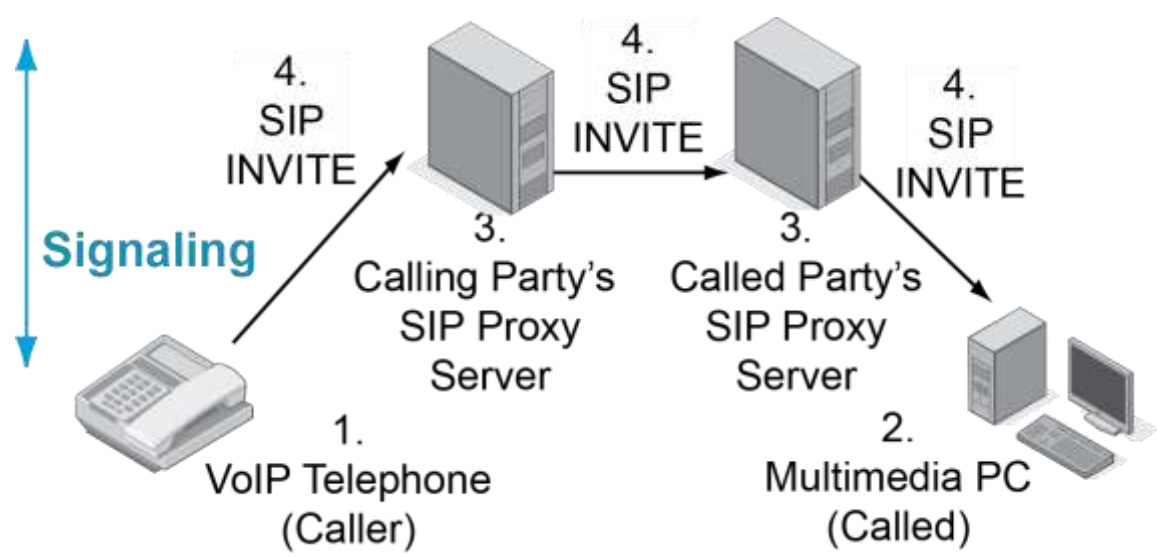 4.
SIP
INVITE
4.
SIP
INVITE
4.
SIP
INVITE
Signaling
3.
Calling Party's
SIP Proxy
Server
3.
Called Party's
SIP Proxy
Server
1.
VoIP Telephone
(Caller)
2.
Multimedia PC
(Called)